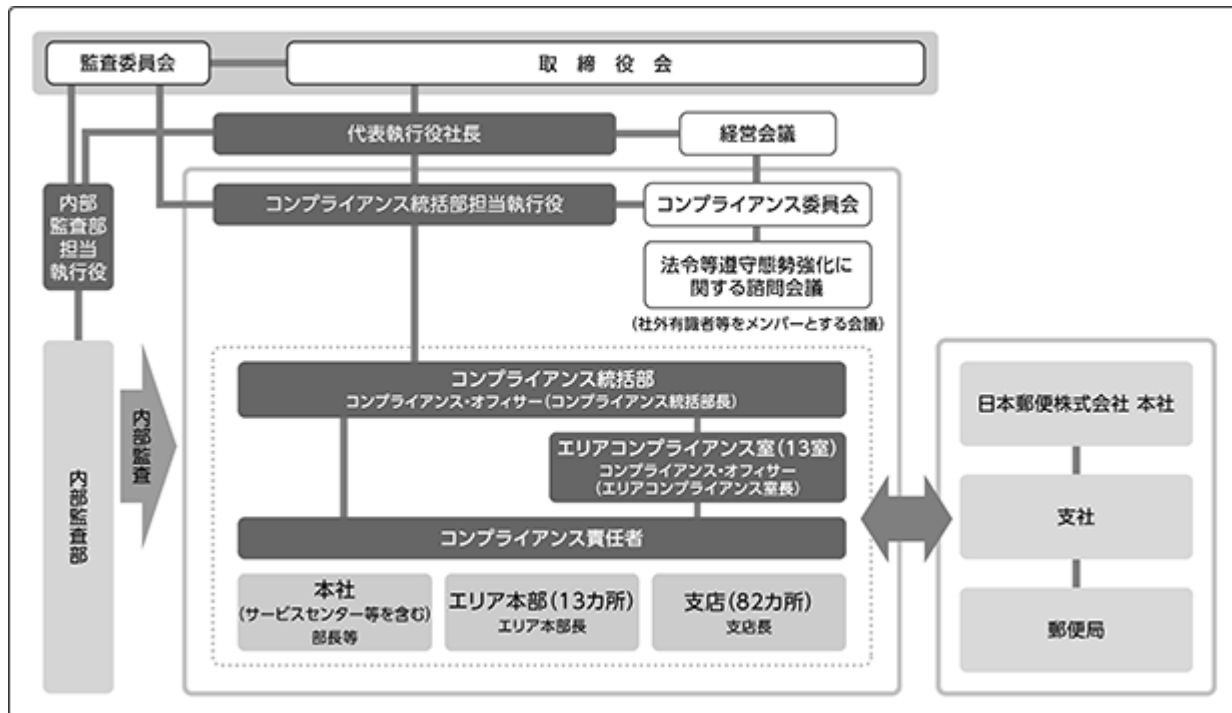 監査委員会
取締役会
代表執行役社長
経営会議
内部
監査部
担当
執行役
コンプライアンス統括部担当執行役
コンプライアンス委員会
法令等遵守態勢強化に
関する諮問会議
(社外有識者等をメンバーとする会議)
内部監査部
内部監査
コンプライアンス統括部
コンプライアンス・オフィサー(コンプライアンス統括部長)
エリアコンプライアンス室(13室)
コンプライアンス・オフィサー
(エリアコンプライアンス室長)
コンプライアンス責任者
本社
(サービスセンター等を含む)
部長等
エリア本部(13カ所)
エリア本部長
支店(82カ所)
支店長
日本郵便株式会社 本社
支社
郵便局